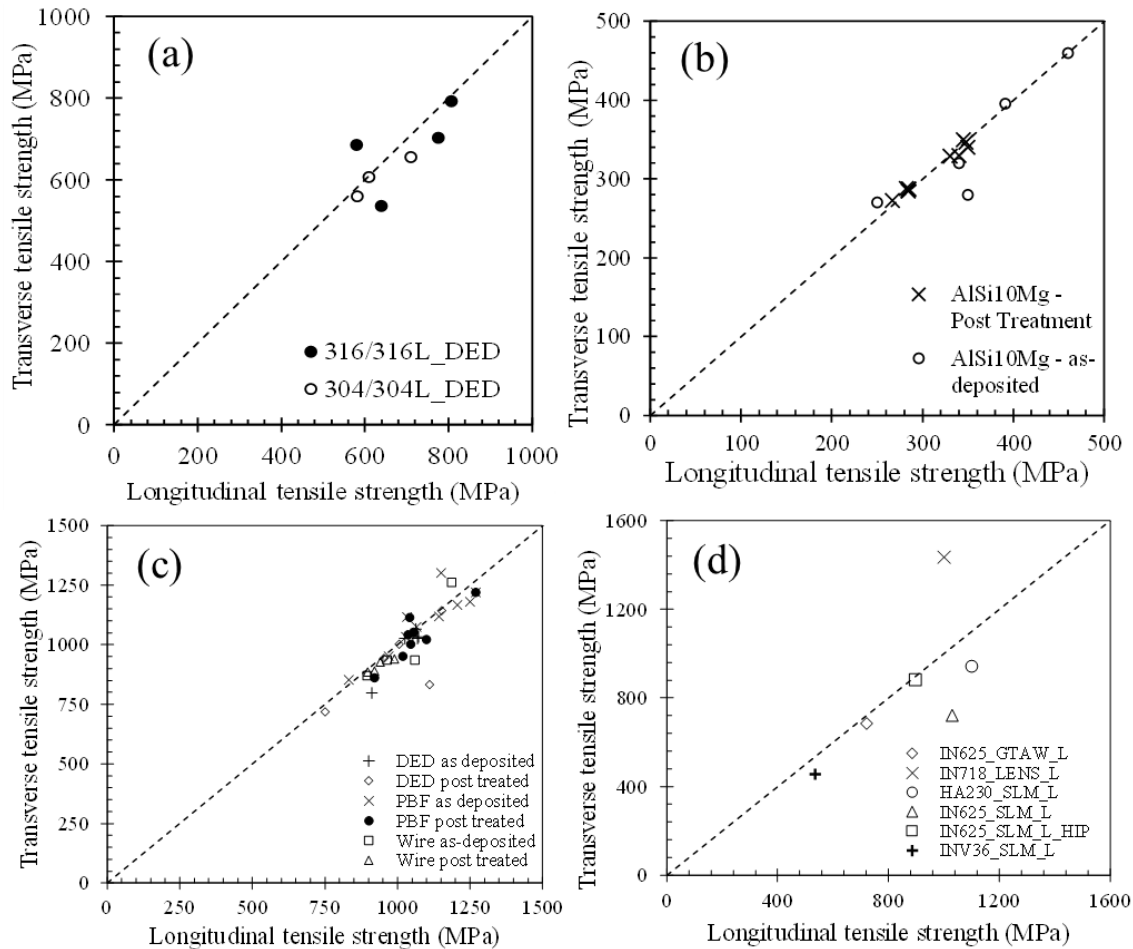 (a)
Transverse tensile strength (MPa)
1000
800
600
400
200
0
316/316L_DED
304/304L_DED
0 200 400 600 800 1000
Longitudinal tensile strength (MPa)
(b)
Transverse tensile strength (MPa)
500
400
300
200
100
0
AlSi10Mg -
Post Treatment
AlSi10Mg - as-
deposited
0 100 200 300 400 500
Longitudinal tensile strength (MPa)
(c)
Transverse tensile strength (MPa)
1500
1250
1000
750
500
250
0
DED as deposited
DED post treated
PBF as deposited
PBF post treated
Wire as-deposited
Wire post treated
0 250 500 750 1000 1250 1500
Longitudinal tensile strength (MPa)
(d)
Transverse tensile strength (MPa)
1600
1200
800
400
0
IN625_GTAW_L
IN718_LENS_L
HA230_SLM_L
IN625_SLM_L
IN625_SLM_L_HIP
INV36_SLM_L
0 400 800 1200 1600
Longitudinal tensile strength (MPa)